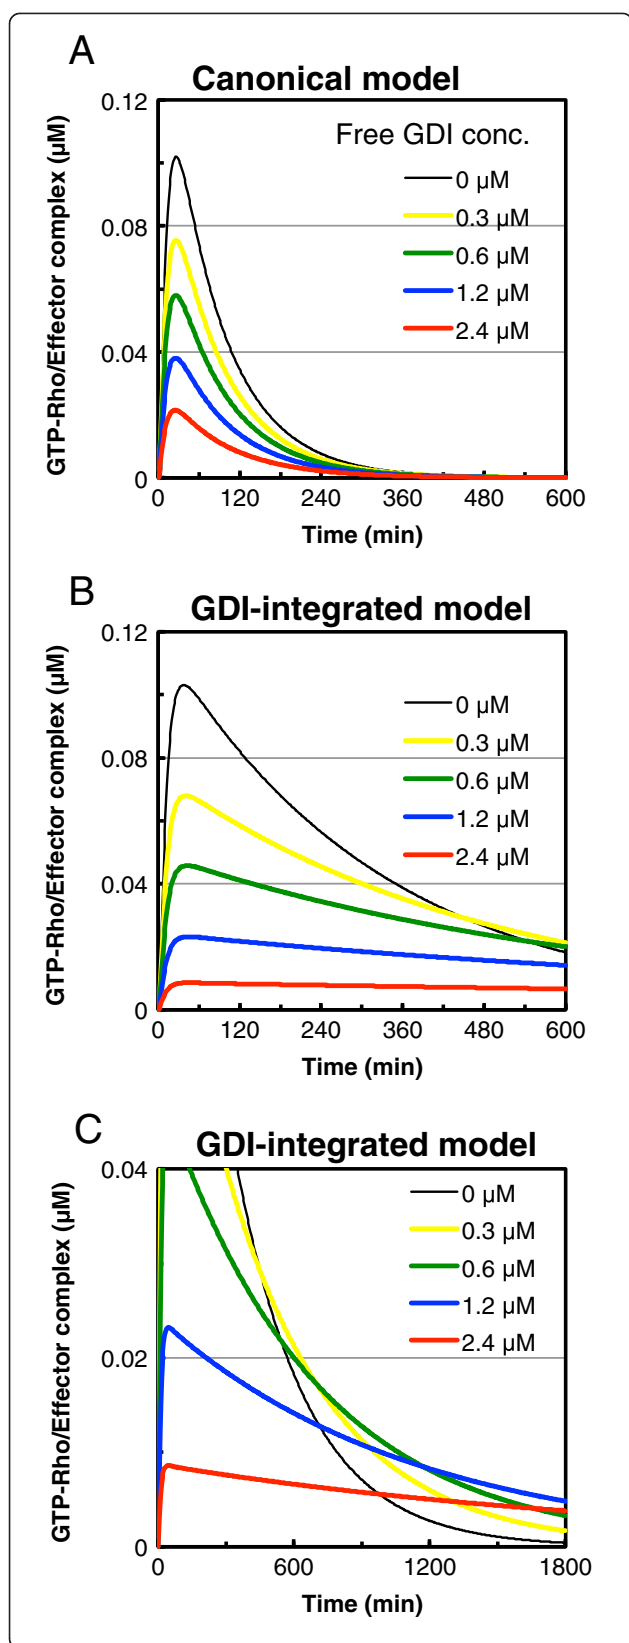 A
Canonical model
GTP-Rho/Effector complex (µM)
0.12
0.08
0.04
0
Free GDI conc.
0 µM
0.3 µM
0.6 µM
1.2 µM
2.4 µM
0 120 240 360 480 600
Time (min)
B
GDI-integrated model
GTP-Rho/Effector complex (µM)
0.12
0.08
0.04
0
0 µM
0.3 µM
0.6 µM
1.2 µM
2.4 µM
0 120 240 360 480 600
Time (min)
C
GDI-integrated model
GTP-Rho/Effector complex (µM)
0.04
0.02
0
0 µM
0.3 µM
0.6 µM
1.2 µM
2.4 µM
0 600 1200 1800
Time (min)